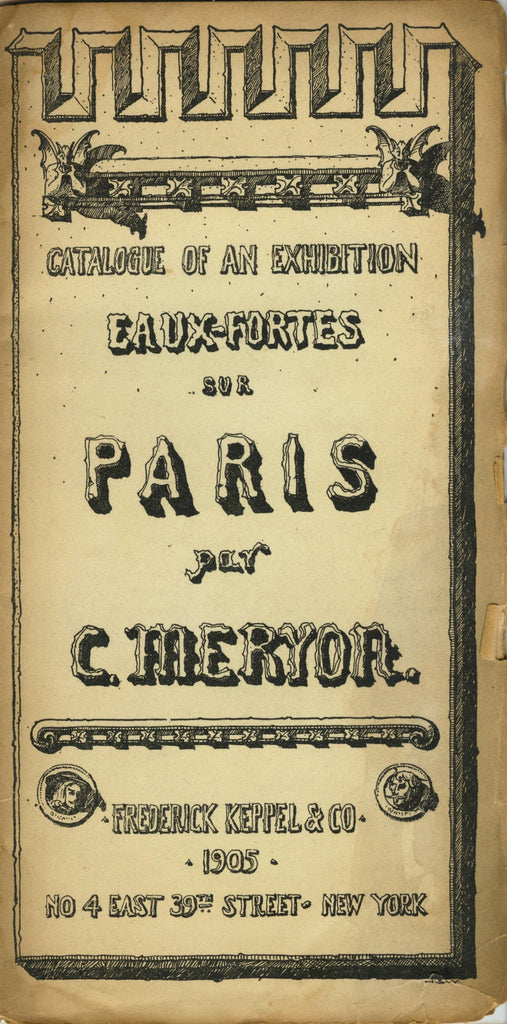 CATALOGUE OF AN EXHIBITION
EAUX-FORTES
SUR
PARIS
par
C. MERYON.
FREDERICK KEPPEL & CO.
· 1905 ·
NO 4 EAST 39TH STREET - NEW YORK